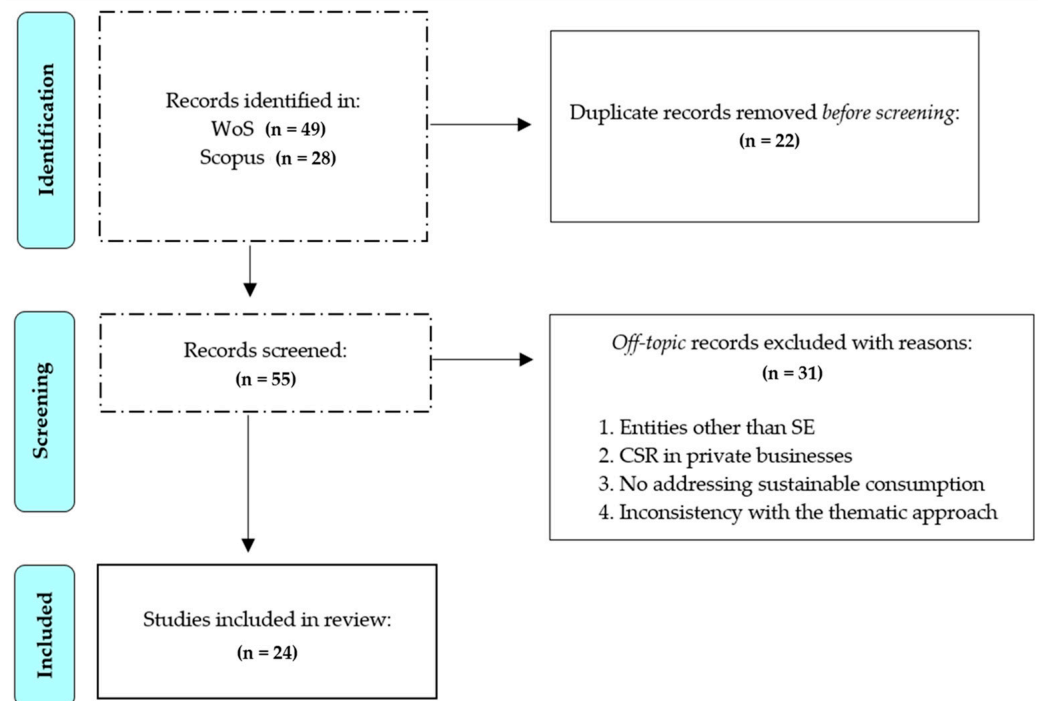 Identification
Records identified in:
WoS (n = 49)
Scopus (n = 28)
Duplicate records removed before screening:
(n = 22)
Screening
Records screened:
(n = 55)
Off-topic records excluded with reasons:
(n = 31)
1. Entities other than SE
2. CSR in private businesses
3. No addressing sustainable consumption
4. Inconsistency with the thematic approach
Included
Studies included in review:
(n = 24)